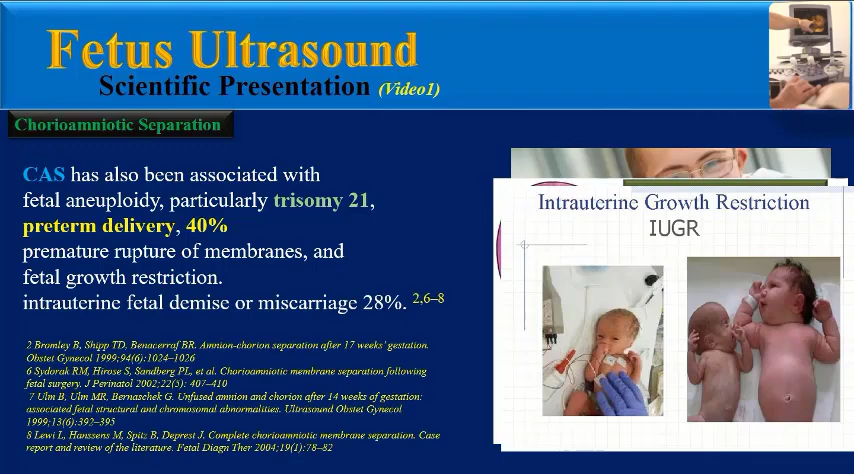 Fetus Ultrasound
Scientific Presentation (Video1)
Chorioamniotic Separation
CAS has also been associated with
fetal aneuploidy, particularly trisomy 21,
preterm delivery, 40%
premature rupture of membranes, and
fetal growth restriction.
intrauterine fetal demise or miscarriage 28%. 2,6–8
2 Bromley B, Shipp TD, Benacerraf BR. Amnion-chorion separation after 17 weeks' gestation.
Obstet Gynecol 1999;94(6):1024–1026
6 Sydorak RM, Hirose S, Sandberg PL, et al. Chorioamniotic membrane separation following
fetal surgery. J Perinatol 2002;22(5): 407–410
7 Ulm B, Ulm MR, Bernaschek G. Unfused amnion and chorion after 14 weeks of gestation:
associated fetal structural and chromosomal abnormalities. Ultrasound Obstet Gynecol
1999;13(6):392–395
8 Lewi L, Hanssens M, Spitz B, Deprest J. Complete chorioamniotic membrane separation. Case
report and review of the literature. Fetal Diagn Ther 2004;19(1):78–82
Intrauterine Growth Restriction
IUGR